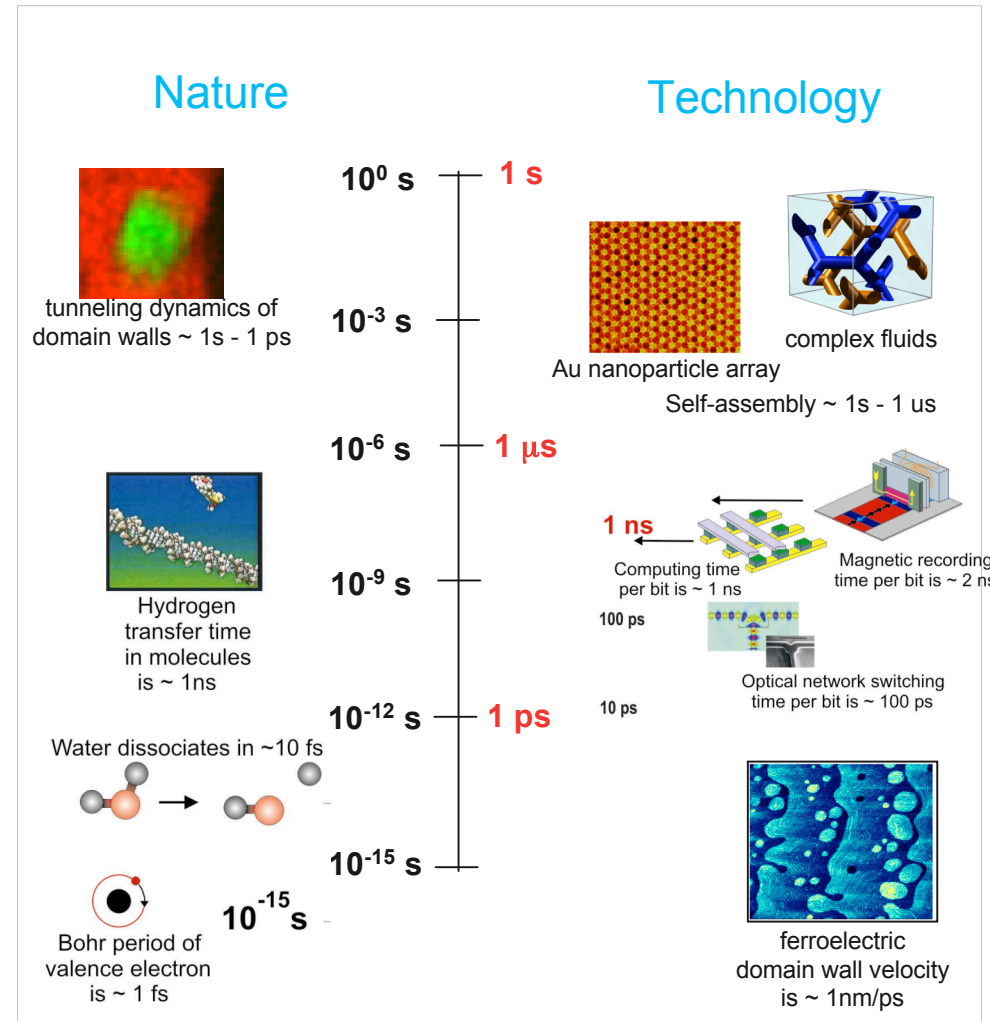 Nature
Technology
10⁰ s
1 s
tunneling dynamics of
domain walls ~ 1s - 1 ps
10⁻³ s
complex fluids
Au nanoparticle array
Self-assembly ~ 1s - 1 us
10⁻⁶ s
1 µs
1 ns
Computing time
per bit is ~ 1 ns
Magnetic recording
time per bit is ~ 2 ns
10⁻⁹ s
Hydrogen
transfer time
in molecules
is ~ 1ns
100 ps
Optical network switching
time per bit is ~ 100 ps
10 ps
10⁻¹² s
1 ps
Water dissociates in ~10 fs
10⁻¹⁵ s
10⁻¹⁵s
Bohr period of
valence electron
is ~ 1 fs
ferroelectric
domain wall velocity
is ~ 1nm/ps